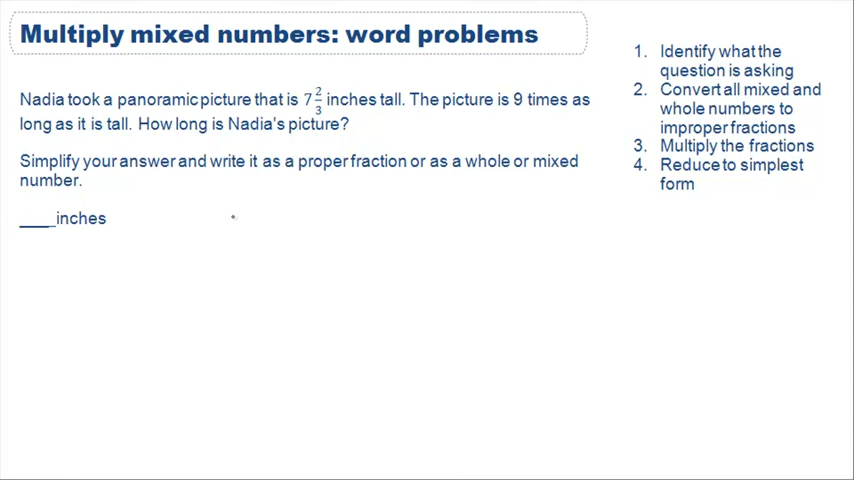 Multiply mixed numbers: word problems
Nadia took a panoramic picture that is 7 2/3 inches tall. The picture is 9 times as
long as it is tall. How long is Nadia's picture?
Simplify your answer and write it as a proper fraction or as a whole or mixed
number.
____inches
1. Identify what the
question is asking
2. Convert all mixed and
whole numbers to
improper fractions
3. Multiply the fractions
4. Reduce to simplest
form